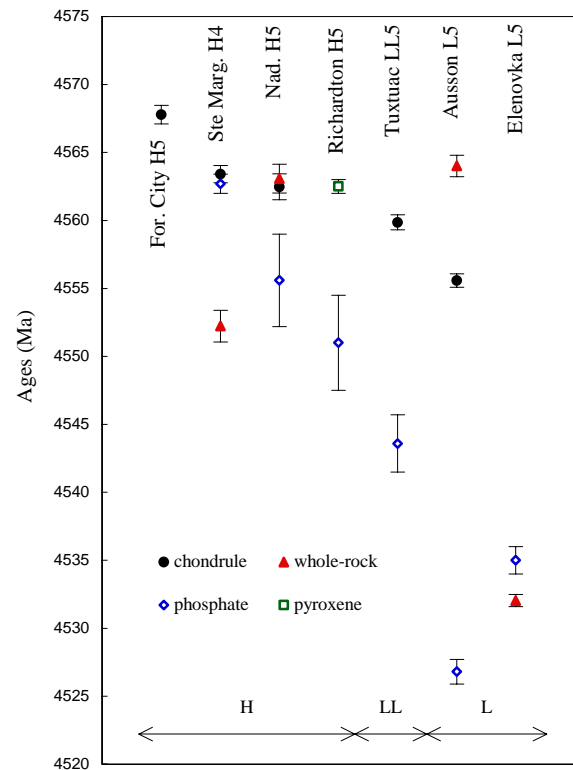 4575
4570
4565
4560
4555
4550
4545
4540
4535
4530
4525
4520
Ages (Ma)
For. City H5
Ste Marg. H4
Nad. H5
Richardton H5
Tuxtuac LL5
Ausson L5
Elenovka L5
chondrule
whole-rock
phosphate
pyroxene
H
LL
L